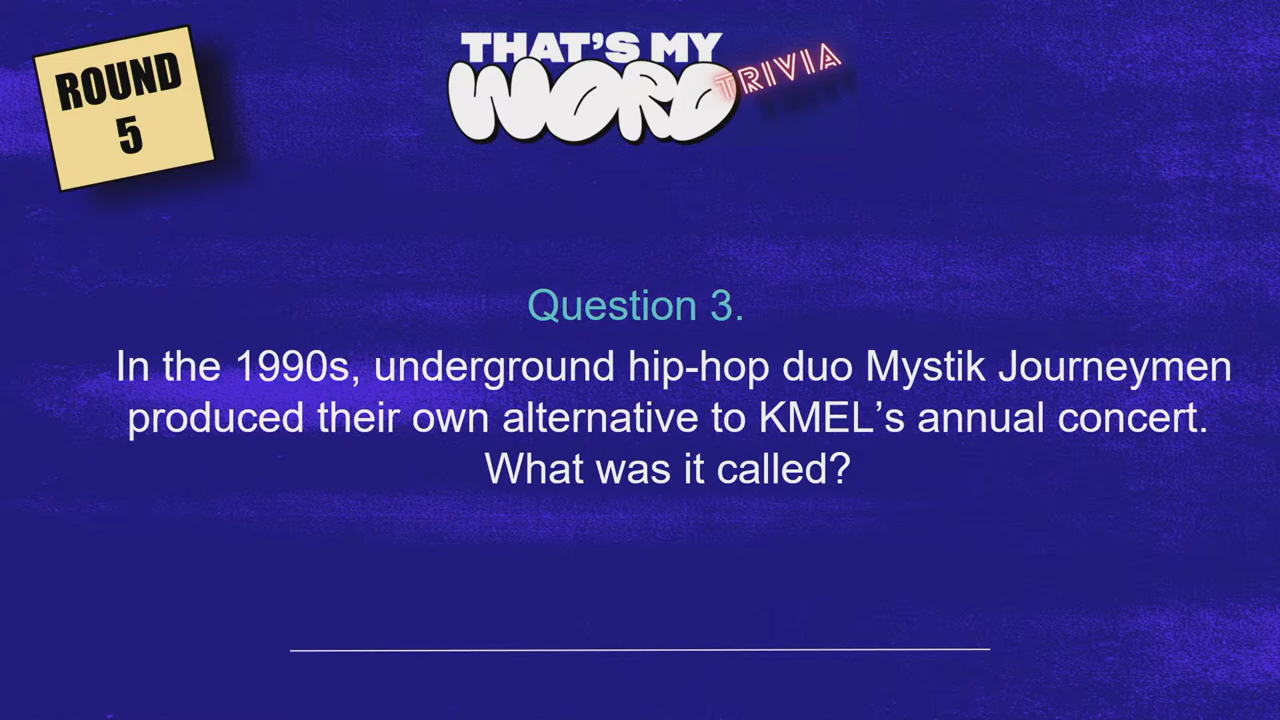 ROUND
5
THAT'S MY
WORD
TRIVIA
Question 3.
In the 1990s, underground hip-hop duo Mystik Journeymen
produced their own alternative to KMEL’s annual concert.
What was it called?